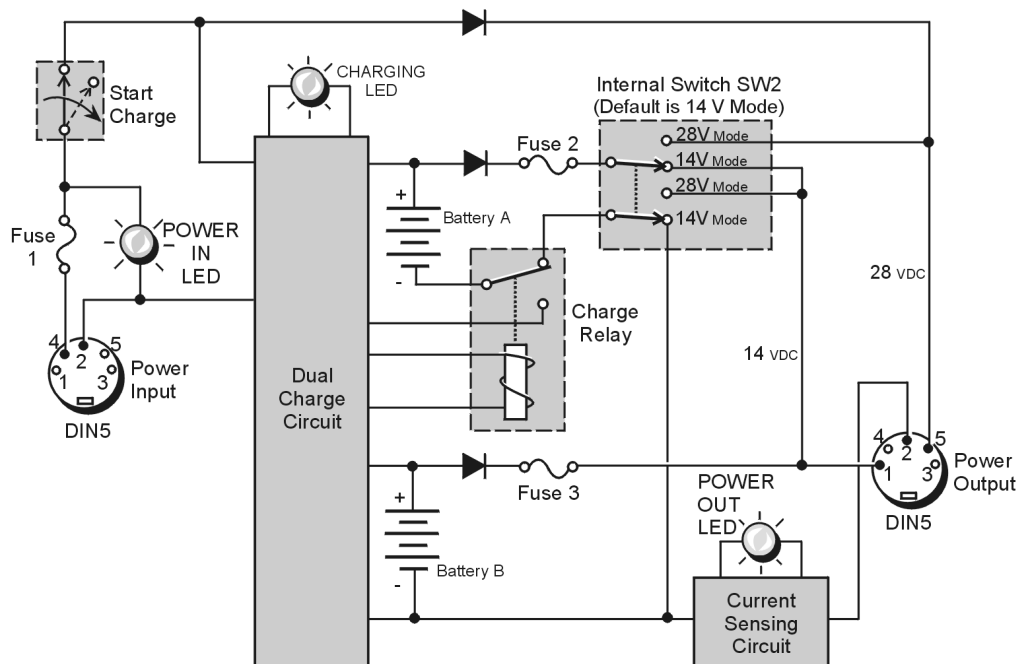 CHARGING
LED
Internal Switch SW2
(Default is 14 V Mode)
Start
Charge
28V Mode
14V Mode
28V Mode
14V Mode
Fuse 2
+
Battery A
-
Fuse
1
POWER
IN
LED
28 VDC
Charge
Relay
14 VDC
4
2
5
1
3
Power
Input
DIN5
Dual
Charge
Circuit
4
2
5
1
3
Power
Output
DIN5
Fuse 3
POWER
OUT
LED
+
Battery B
-
Current
Sensing
Circuit